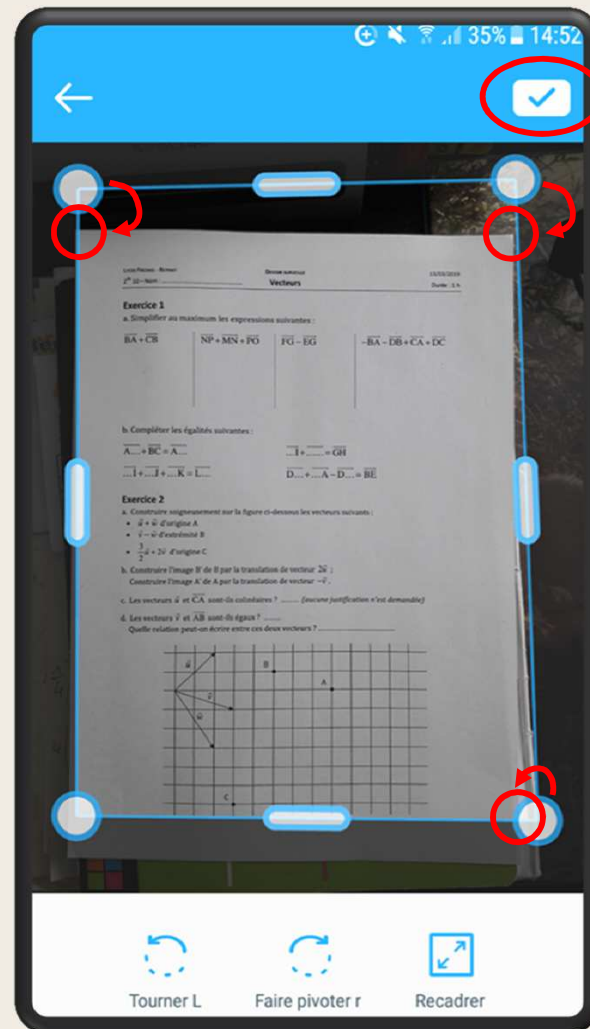 35% 14:52
Exercice 1
Vecteurs
Durée : 1 h
a. Simplifier au maximum les expressions suivantes :
BA + CB NP + MN + PO FG − EG −BA − DB + CA + DC
b. Compléter les égalités suivantes :
A.... + BC = A.... ....I + ........ = GH
....I + ....J + ....K = L.... D.... + ....A − D.... = BE
Exercice 2
a. Construire soigneusement sur la figure ci-dessous les vecteurs suivants :
• u + w d'origine A
• v − w d'extrémité B
• 3/2 u + 2v d'origine C
b. Construire l'image B' de B par la translation de vecteur 2w ;
Construire l'image A' de A par la translation de vecteur −v .
c. Les vecteurs u et CA sont-ils colinéaires ? ........ (aucune justification n'est demandée)
d. Les vecteurs v et AB sont-ils égaux ? ........
Quelle relation peut-on écrire entre ces deux vecteurs ?
u B
A
v
w
C
Tourner L Faire pivoter r Recadrer